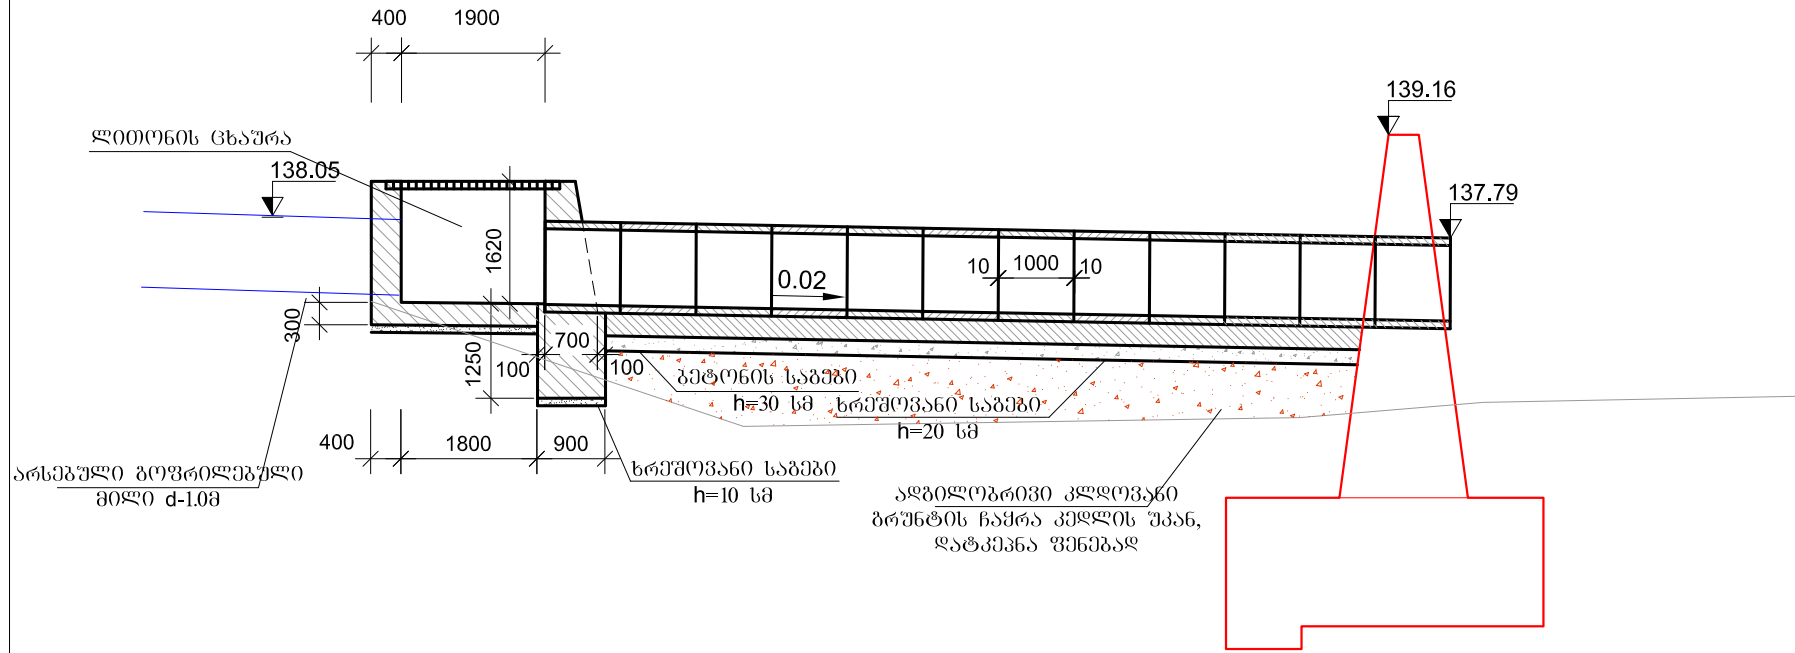 400
1900
139.16
ლითონის ცხაურა
138.05
137.79
1620
10
1000
10
0.02
300
1250
700
100
100
ბეტონის საგები
h=30 სმ
ხრეშოვანი საგები
h=20 სმ
400
1800
900
ხრეშოვანი საგები
h=10 სმ
არსებული გოფრილებული
მილი d-1.0მ
ადგილობრივი კლდოვანი
გრუნტის ჩაყრა კედლის უკან,
დატკეპნა ფენებად